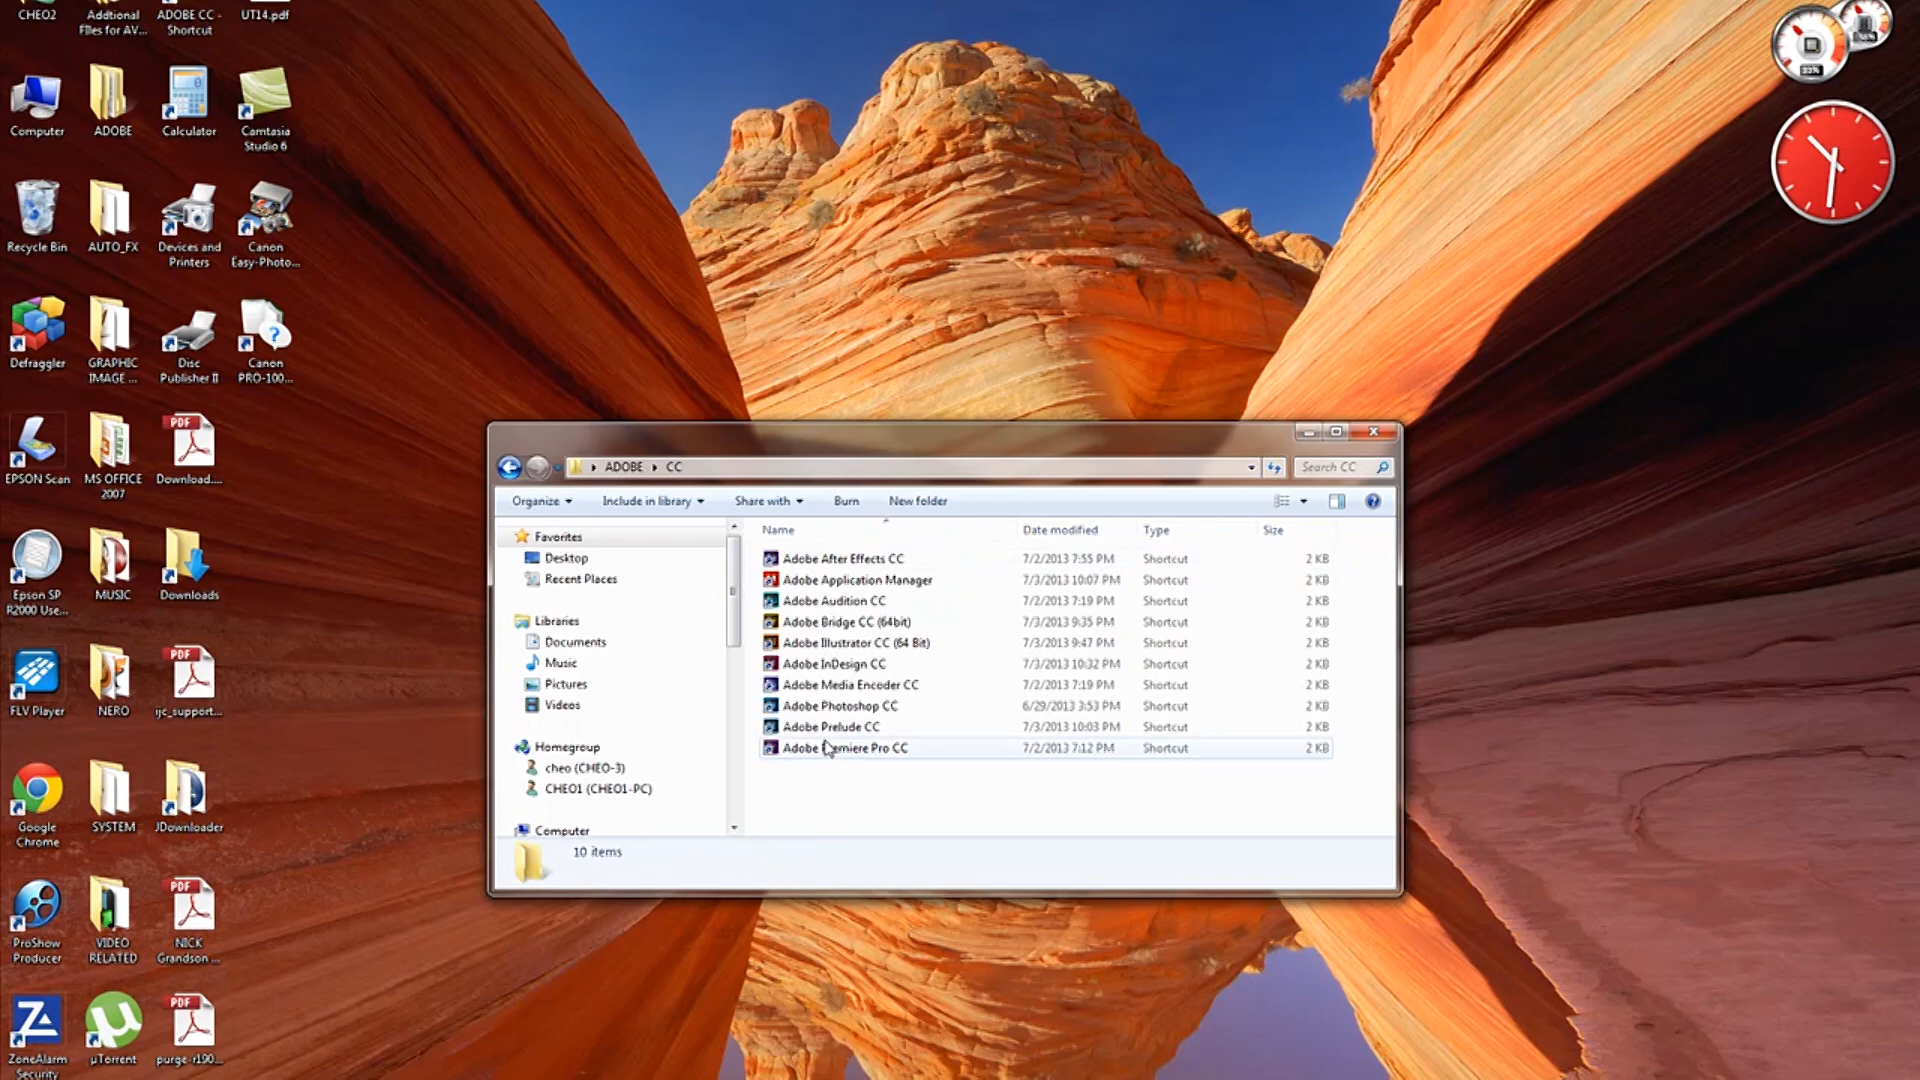 CHEO2
Addtional
FIles for AV...
ADOBE CC -
Shortcut
UT14.pdf
Computer
ADOBE
Calculator
Camtasia
Studio 6
Recycle Bin
AUTO_FX
Devices and
Printers
Canon
Easy-Photo...
Defraggler
GRAPHIC
IMAGE ...
Disc
Publisher II
Canon
PRO-100...
EPSON Scan
MS OFFICE
2007
PDF
Download....
Epson SP
R2000 Use...
MUSIC
Downloads
FLV Player
NERO
PDF
ijc_support...
Google
Chrome
SYSTEM
JDownloader
ProShow
Producer
VIDEO
RELATED
PDF
NICK
Grandson ...
ZoneAlarm
Security
µTorrent
PDF
purge-r190...
ADOBE
CC
Search CC
Organize
Include in library
Share with
Burn
New folder
Favorites
Desktop
Recent Places
Libraries
Documents
Music
Pictures
Videos
Homegroup
cheo (CHEO-3)
CHEO1 (CHEO1-PC)
Computer
Name Date modified Type Size
Adobe After Effects CC 7/2/2013 7:55 PM Shortcut 2 KB
Adobe Application Manager 7/3/2013 10:07 PM Shortcut 2 KB
Adobe Audition CC 7/2/2013 7:19 PM Shortcut 2 KB
Adobe Bridge CC (64bit) 7/3/2013 9:35 PM Shortcut 2 KB
Adobe Illustrator CC (64 Bit) 7/3/2013 9:47 PM Shortcut 2 KB
Adobe InDesign CC 7/3/2013 10:32 PM Shortcut 2 KB
Adobe Media Encoder CC 7/2/2013 7:19 PM Shortcut 2 KB
Adobe Photoshop CC 6/29/2013 3:53 PM Shortcut 2 KB
Adobe Prelude CC 7/3/2013 10:03 PM Shortcut 2 KB
Adobe Premiere Pro CC 7/2/2013 7:12 PM Shortcut 2 KB
10 items